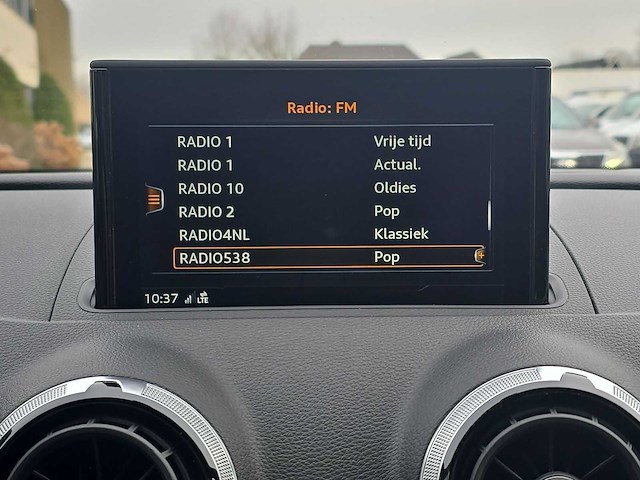 Radio: FM
RADIO 1 Vrije tijd
RADIO 1 Actual.
RADIO 10 Oldies
RADIO 2 Pop
RADIO4NL Klassiek
RADIO538 Pop
10:37 LTE